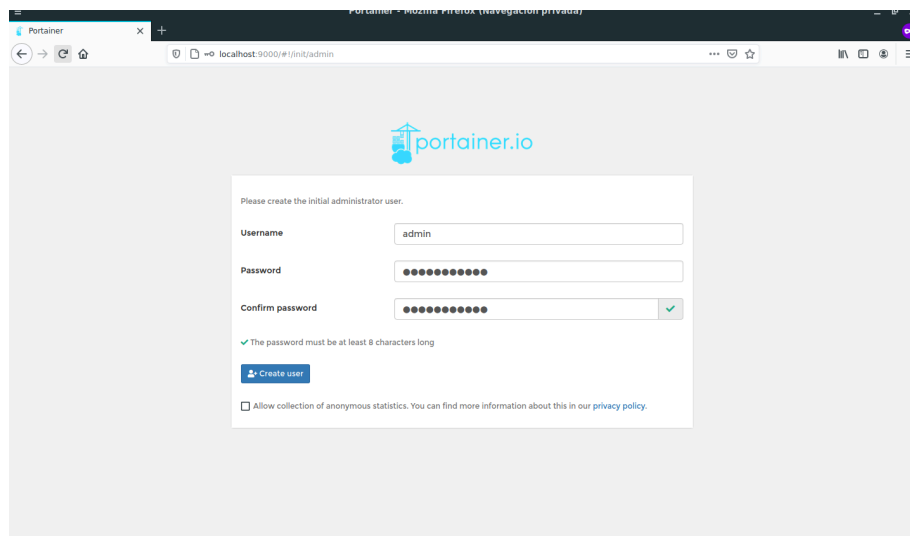 Portainer - Mozilla Firefox (Navegación privada)
Portainer
localhost:9000/#!/init/admin
portainer.io
Please create the initial administrator user.
Username
admin
Password
Confirm password
The password must be at least 8 characters long
Create user
Allow collection of anonymous statistics. You can find more information about this in our privacy policy.